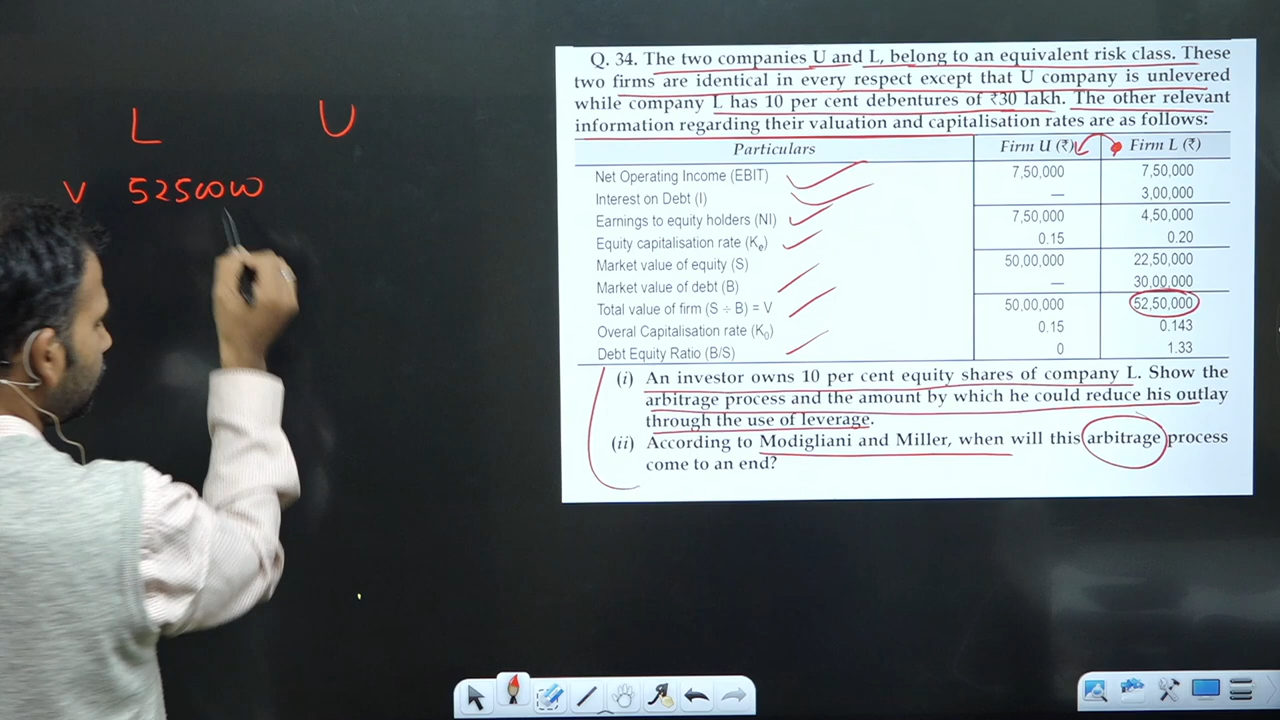 L U
V 5250000
Q. 34. The two companies U and L, belong to an equivalent risk class. These
two firms are identical in every respect except that U company is unlevered
while company L has 10 per cent debentures of ₹30 lakh. The other relevant
information regarding their valuation and capitalisation rates are as follows:
Particulars Firm U (₹) Firm L (₹)
Net Operating Income (EBIT) 7,50,000 7,50,000
Interest on Debt (I) — 3,00,000
Earnings to equity holders (NI) 7,50,000 4,50,000
Equity capitalisation rate (Ke) 0.15 0.20
Market value of equity (S) 50,00,000 22,50,000
Market value of debt (B) — 30,00,000
Total value of firm (S ÷ B) = V 50,00,000 52,50,000
Overal Capitalisation rate (K0) 0.15 0.143
Debt Equity Ratio (B/S) 0 1.33
(i) An investor owns 10 per cent equity shares of company L. Show the
arbitrage process and the amount by which he could reduce his outlay
through the use of leverage.
(ii) According to Modigliani and Miller, when will this arbitrage process
come to an end?